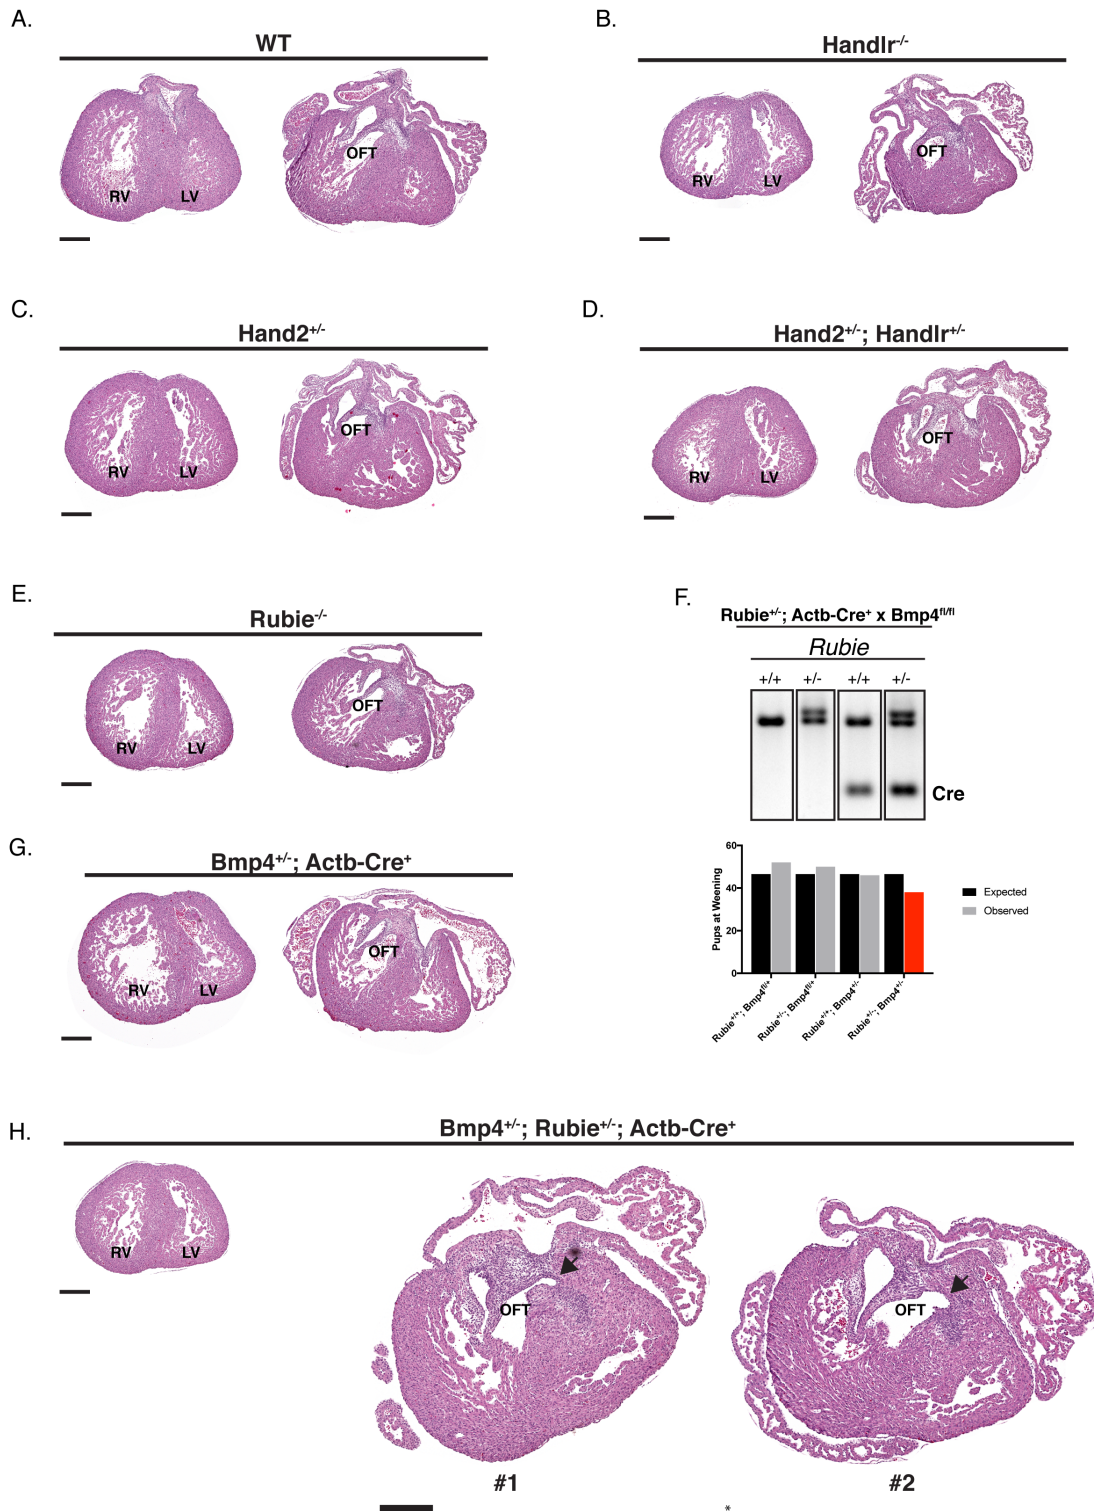 A.
WT
OFT
RV
LV
B.
Handlr-/-
OFT
RV
LV
C.
Hand2+/-
OFT
RV
LV
D.
Hand2+/-; Handlr+/-
OFT
RV
LV
E.
Rubie-/-
OFT
RV
LV
F.
Rubie+/-; Actb-Cre+ x Bmp4fl/fl
Rubie
+/+ +/- +/+ +/-
Cre
60
40
20
0
Pups at Weening
Expected
Observed
Rubie+/+; Bmp4fl/+
Rubie+/-; Bmp4fl/+
Rubie+/+; Bmp4+/-
Rubie+/-; Bmp4+/-
G.
Bmp4+/-; Actb-Cre+
OFT
RV
LV
H.
Bmp4+/-; Rubie+/-; Actb-Cre+
RV
LV
OFT
OFT
#1
#2
*